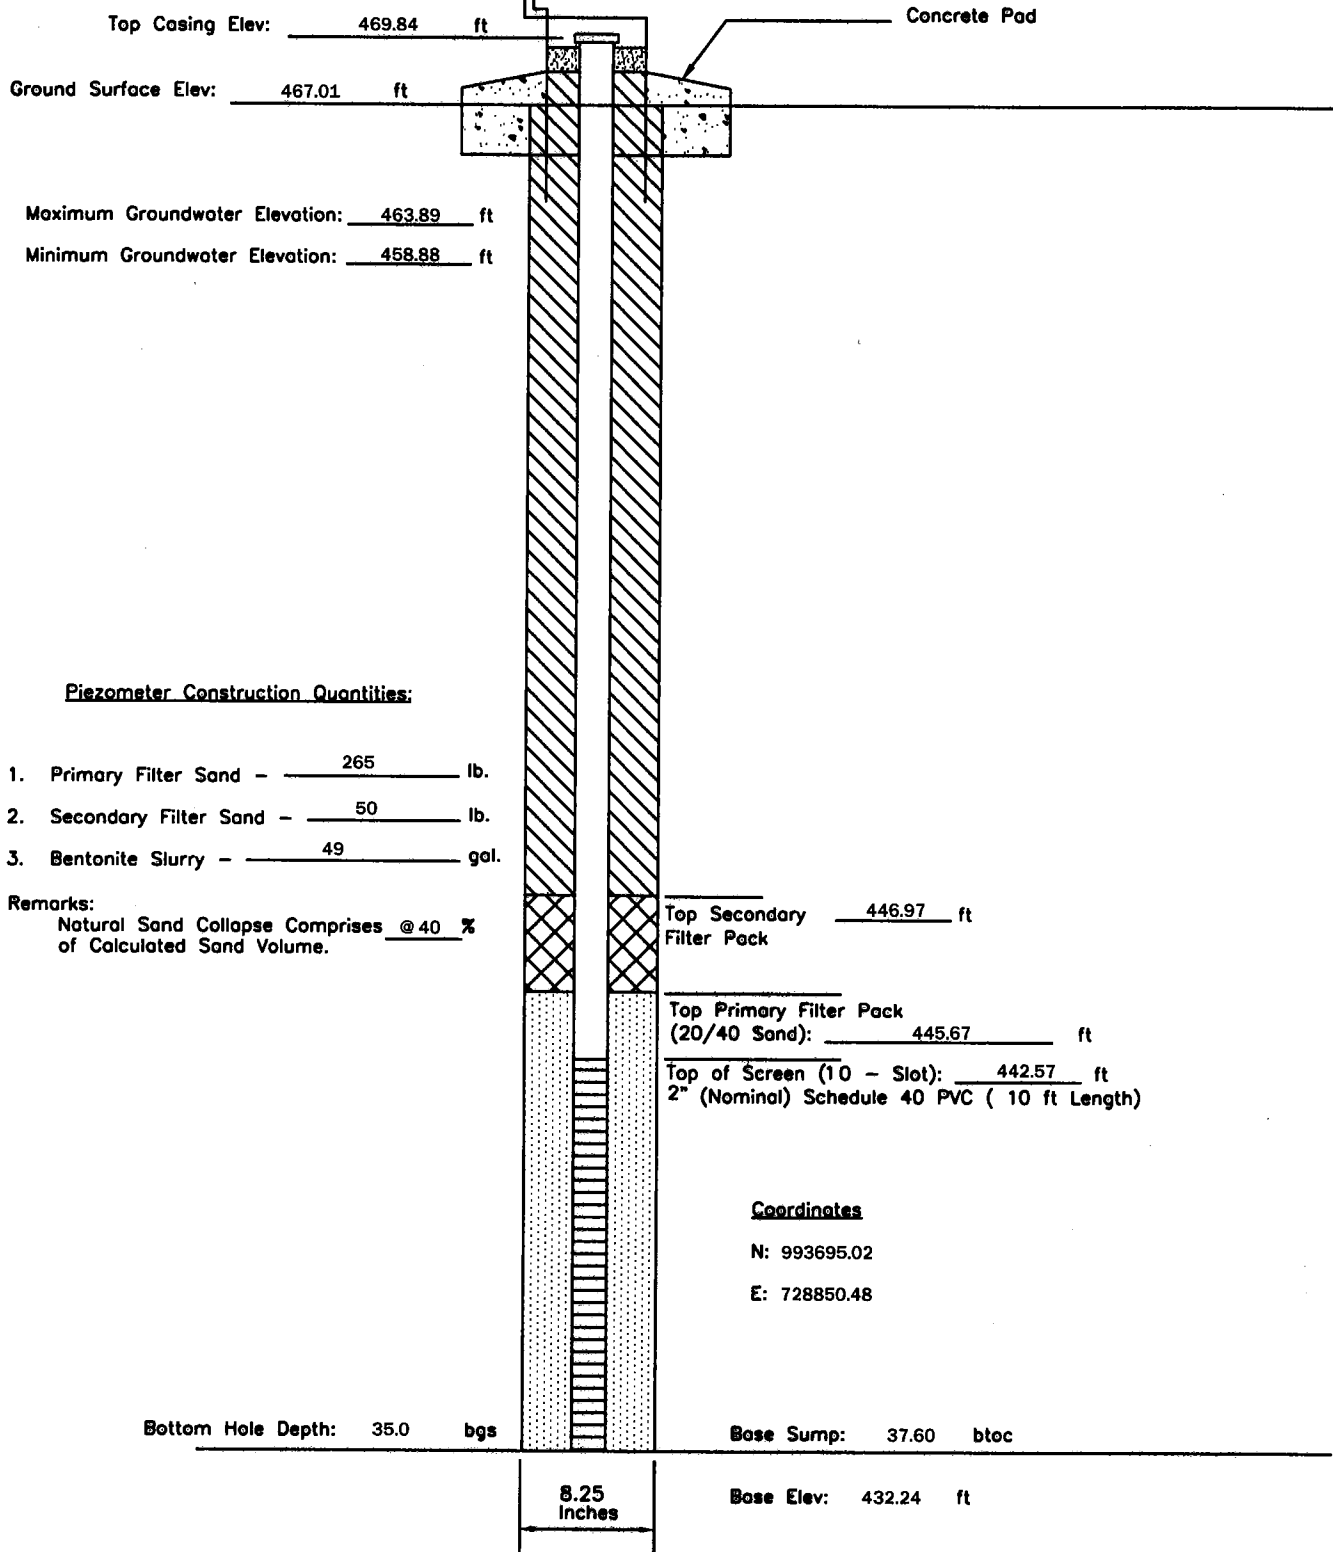 Top Casing Elev: 469.84 ft
Concrete Pad
Ground Surface Elev: 467.01 ft
Maximum Groundwater Elevation: 463.89 ft
Minimum Groundwater Elevation: 458.88 ft
Piezometer Construction Quantities:
1. Primary Filter Sand - 265 lb.
2. Secondary Filter Sand - 50 lb.
3. Bentonite Slurry - 49 gal.
Remarks:
Natural Sand Collapse Comprises @ 40 %
of Calculated Sand Volume.
Top Secondary 446.97 ft
Filter Pack
Top Primary Filter Pack
(20/40 Sand): 445.67 ft
Top of Screen (10 - Slot): 442.57 ft
2" (Nominal) Schedule 40 PVC ( 10 ft Length)
Coordinates
N: 993695.02
E: 728850.48
Bottom Hole Depth: 35.0 bgs
Base Sump: 37.60 btoc
8.25
Inches
Base Elev: 432.24 ft